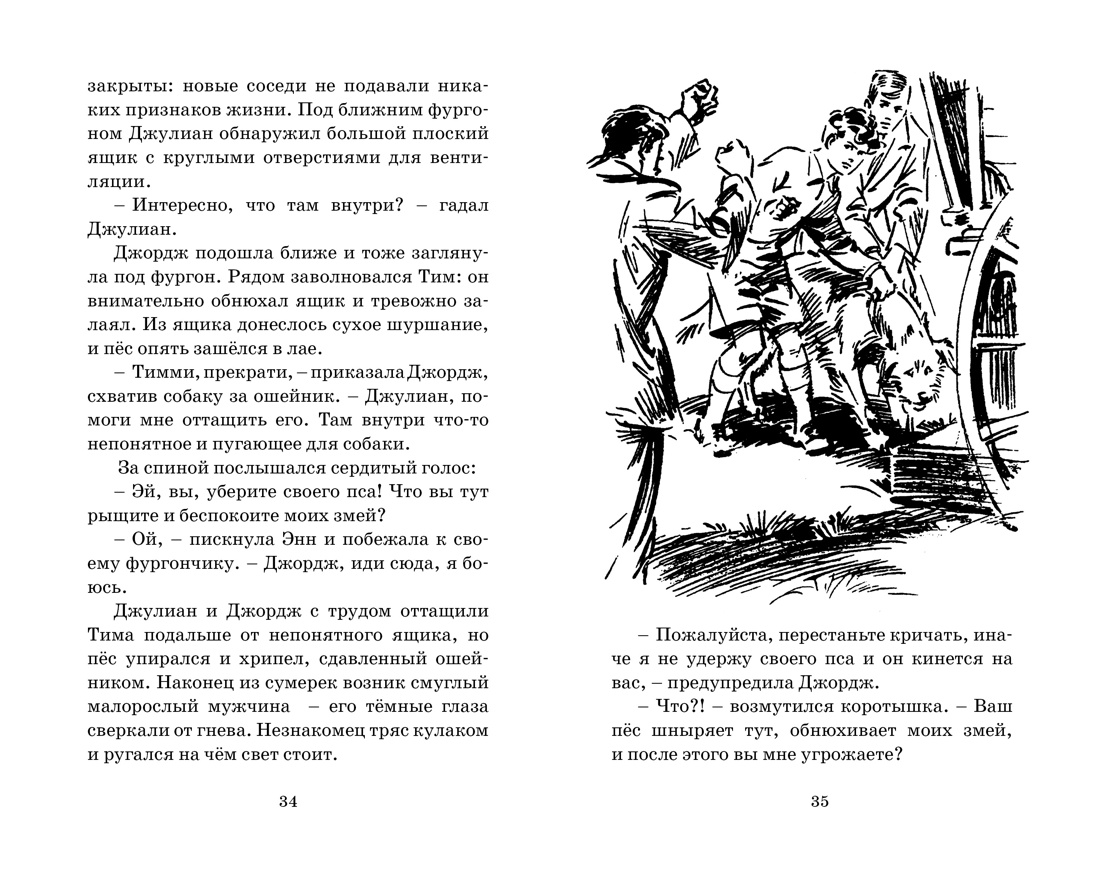 закрыты: новые соседи не подавали ника-
ких признаков жизни. Под ближним фурго-
ном Джулиан обнаружил большой плоский
ящик с круглыми отверстиями для венти-
ляции.
– Интересно, что там внутри? – гадал
Джулиан.
Джордж подошла ближе и тоже загляну-
ла под фургон. Рядом заволновался Тим: он
внимательно обнюхал ящик и тревожно за-
лаял. Из ящика донеслось сухое шуршание,
и пёс опять зашёлся в лае.
– Тимми, прекрати, – приказала Джордж,
схватив собаку за ошейник. – Джулиан, по-
моги мне оттащить его. Там внутри что-то
непонятное и пугающее для собаки.
За спиной послышался сердитый голос:
– Эй, вы, уберите своего пса! Что вы тут
рыщите и беспокоите моих змей?
– Ой, – пискнула Энн и побежала к сво-
ему фургончику. – Джордж, иди сюда, я бо-
юсь.
Джулиан и Джордж с трудом оттащили
Тима подальше от непонятного ящика, но
пёс упирался и хрипел, сдавленный ошей-
ником. Наконец из сумерек возник смуглый
малорослый мужчина – его тёмные глаза
сверкали от гнева. Незнакомец тряс кулаком
и ругался на чём свет стоит.
34
– Пожалуйста, перестаньте кричать, ина-
че я не удержу своего пса и он кинется на
вас, – предупредила Джордж.
– Что?! – возмутился коротышка. – Ваш
пёс шныряет тут, обнюхивает моих змей,
и после этого вы мне угрожаете?
35